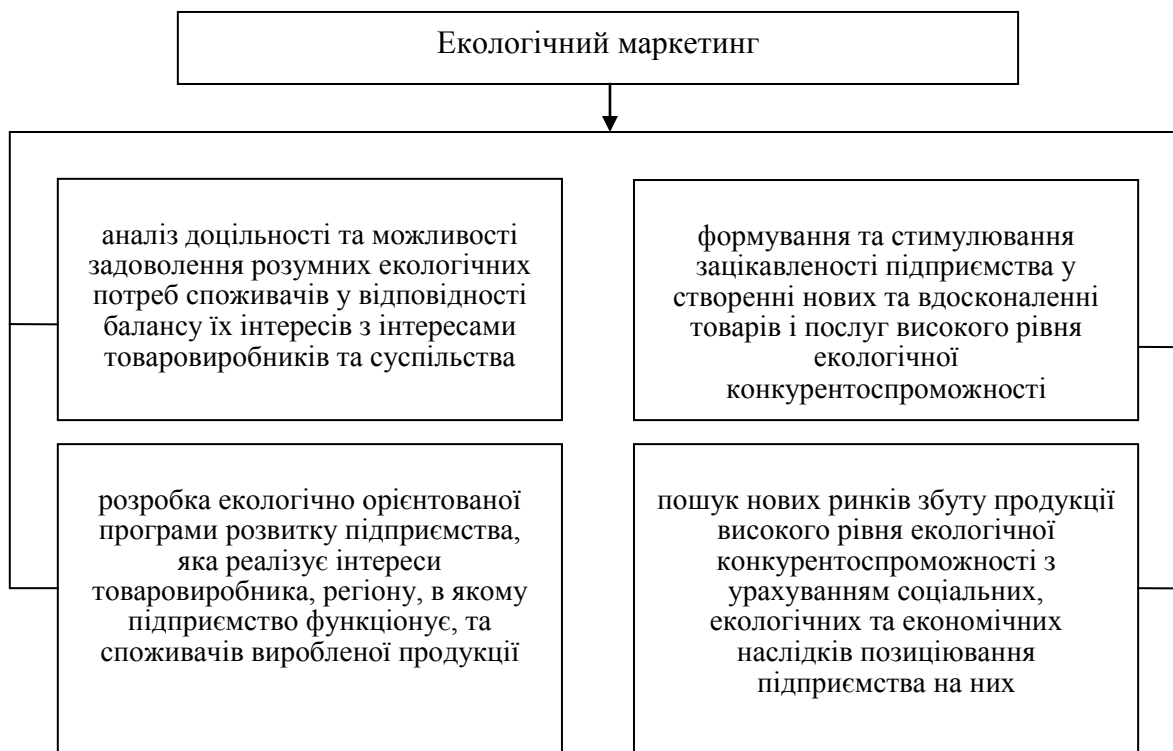 Екологічний маркетинг
аналіз доцільності та можливості
задоволення розумних екологічних
потреб споживачів у відповідності
балансу їх інтересів з інтересами
товаровиробників та суспільства
формування та стимулювання
зацікавленості підприємства у
створенні нових та вдосконаленні
товарів і послуг високого рівня
екологічної
конкурентоспроможності
розробка екологічно орієнтованої
програми розвитку підприємства,
яка реалізує інтереси
товаровиробника, регіону, в якому
підприємство функціонує, та
споживачів виробленої продукції
пошук нових ринків збуту продукції
високого рівня екологічної
конкурентоспроможності з
урахуванням соціальних,
екологічних та економічних
наслідків позиціювання
підприємства на них